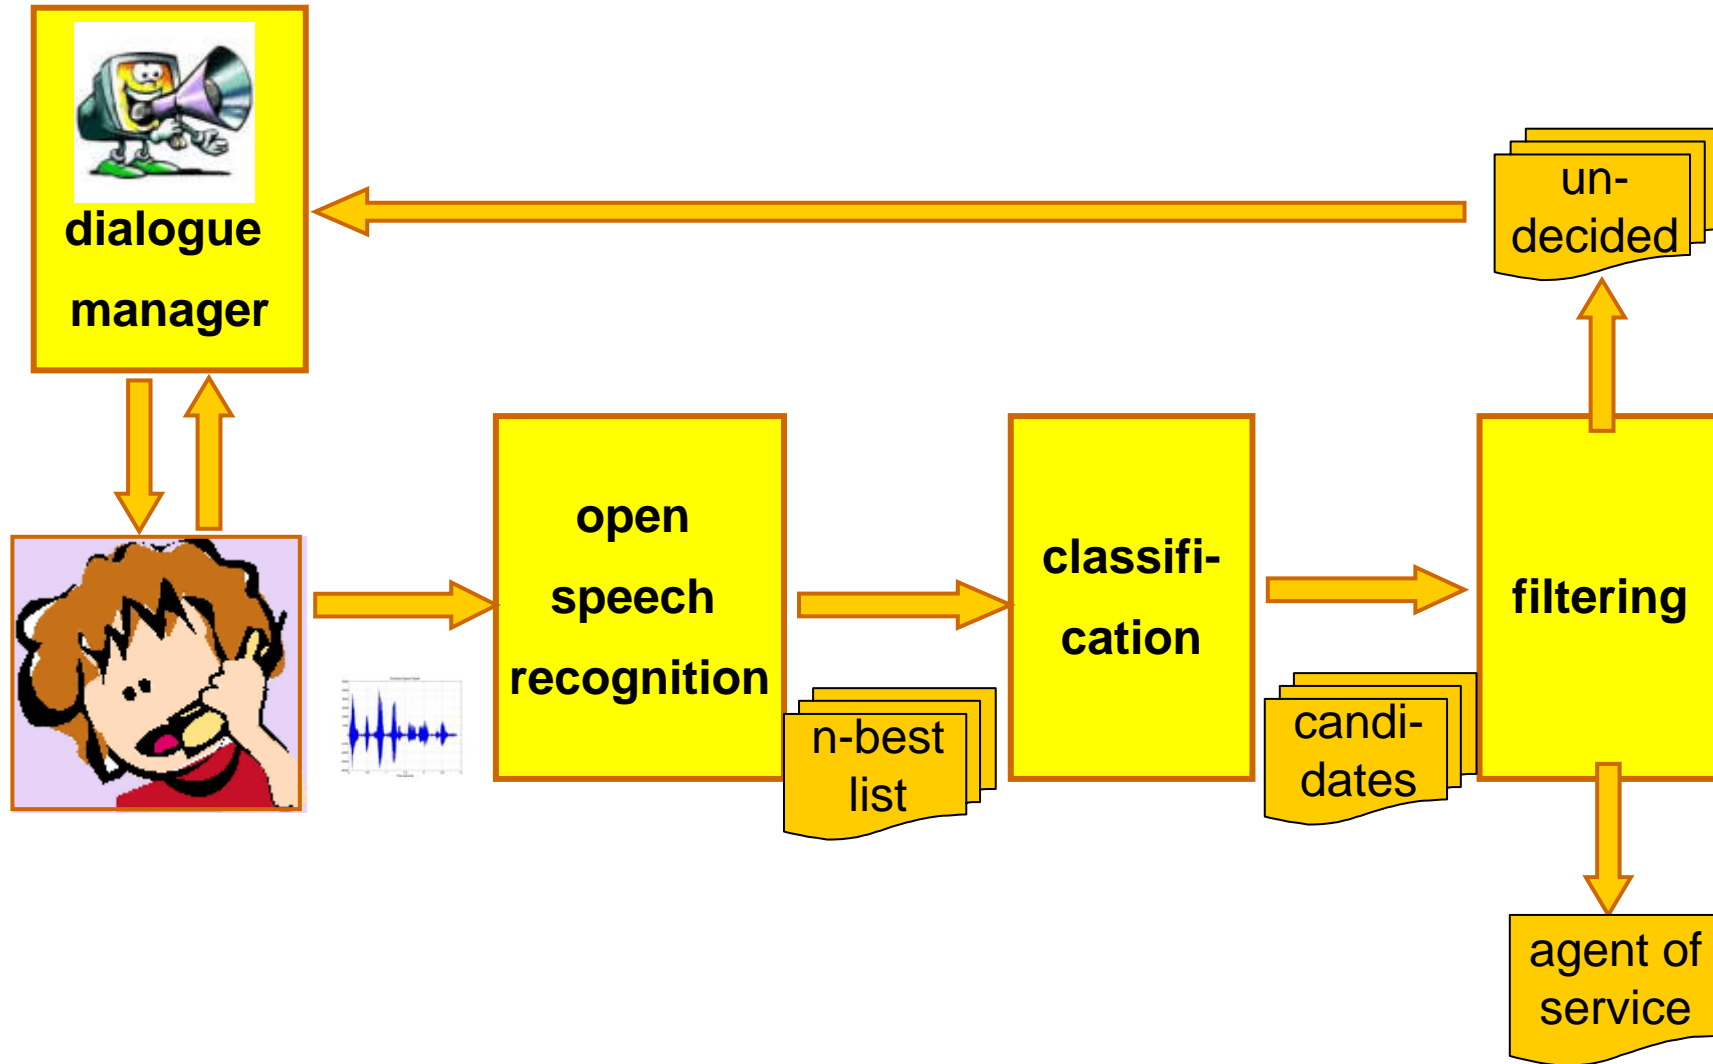 dialogue
manager
un-
decided
open
speech
recognition
classifi-
cation
filtering
n-best
list
candi-
dates
agent of
service